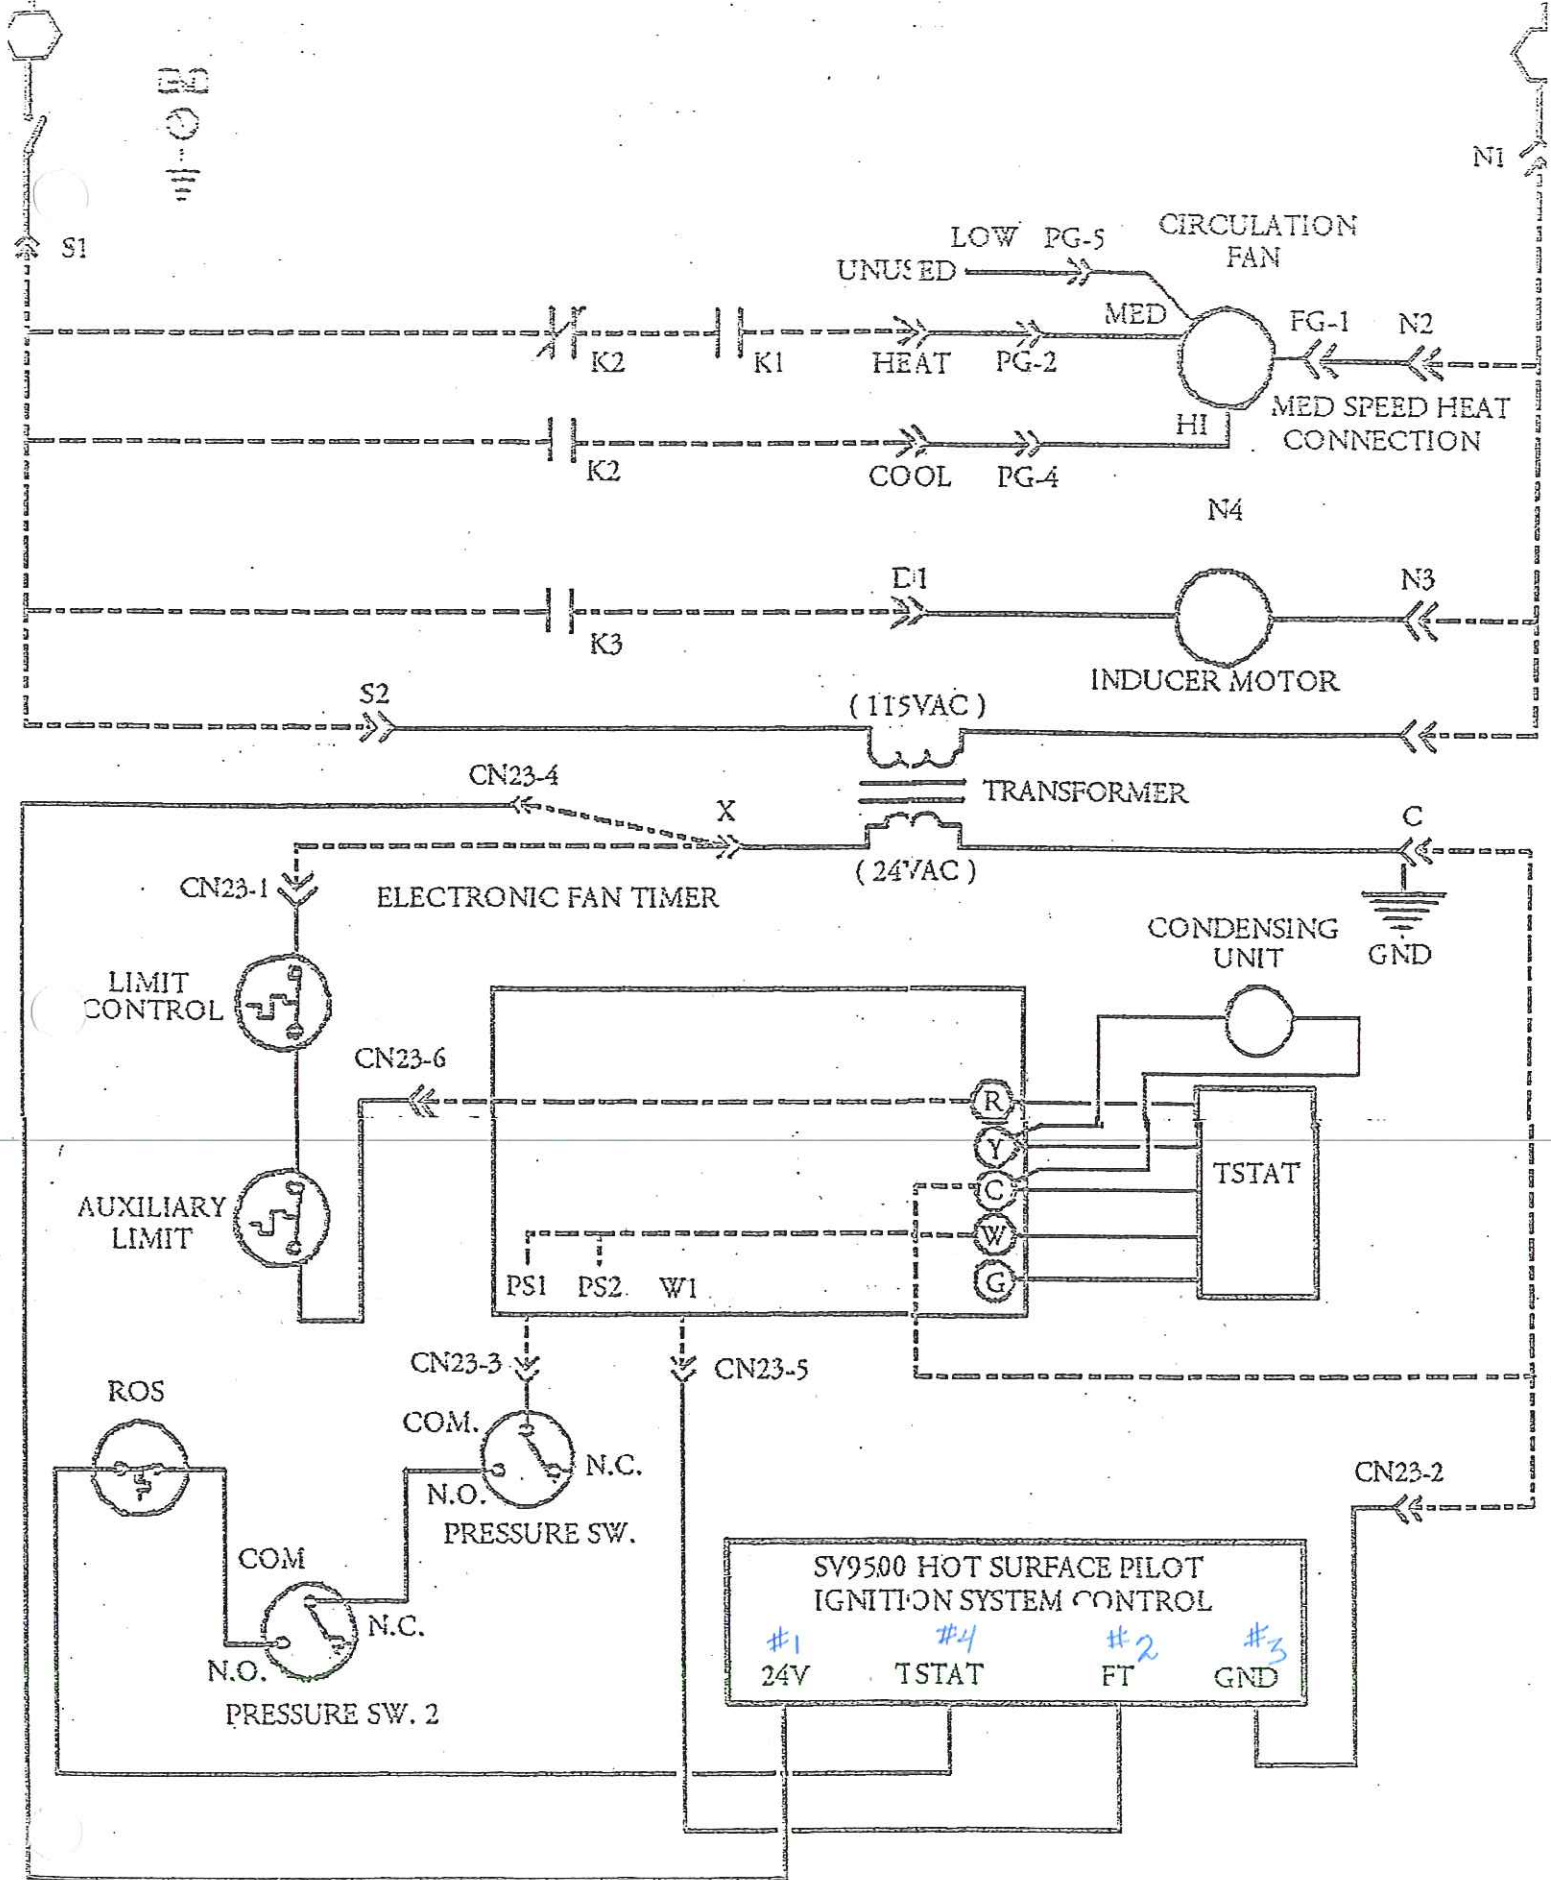 N1
S1
LOW PG-5
CIRCULATION
FAN
UNUSED
MED
FG-1 N2
K2 K1 HEAT PG-2
MED SPEED HEAT
CONNECTION
HI
K2 COOL PG-4
N4
D1 N3
K3
INDUCER MOTOR
S2 (115VAC)
CN23-4
TRANSFORMER
X C
(24VAC)
CN23-1
ELECTRONIC FAN TIMER
CONDENSING
UNIT
GND
LIMIT
CONTROL
CN23-6
R
Y
C
W
G
TSTAT
AUXILIARY
LIMIT
PS1 PS2 W1
CN23-3 CN23-5
ROS
COM.
N.C.
N.O.
PRESSURE SW.
CN23-2
COM
N.C.
N.O.
PRESSURE SW. 2
SV9500 HOT SURFACE PILOT
IGNITION SYSTEM CONTROL
#1 #4 #2 #3
24V TSTAT FT GND